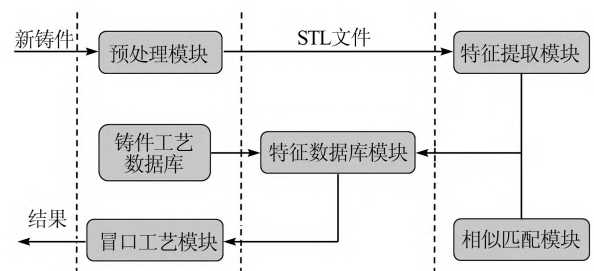 新铸件
预处理模块
STL文件
特征提取模块
铸件工艺
数据库
特征数据库模块
结果
冒口工艺模块
相似匹配模块